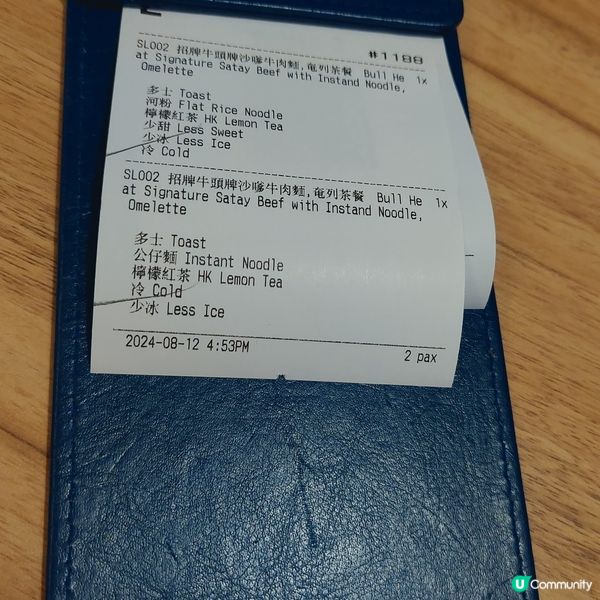 #1188
SL002 招牌牛頭牌沙嗲牛肉麵,奄列茶餐 Bull He 1x
at Signature Satay Beef with Instand Noodle,
Omelette
多士 Toast
河粉 Flat Rice Noodle
檸檬紅茶 HK Lemon Tea
少甜 Less Sweet
少冰 Less Ice
冷 Cold
SL002 招牌牛頭牌沙嗲牛肉麵,奄列茶餐 Bull He 1x
at Signature Satay Beef with Instand Noodle,
Omelette
多士 Toast
公仔麵 Instant Noodle
檸檬紅茶 HK Lemon Tea
冷 Cold
少冰 Less Ice
2024-08-12 4:53PM 2 pax
U Community